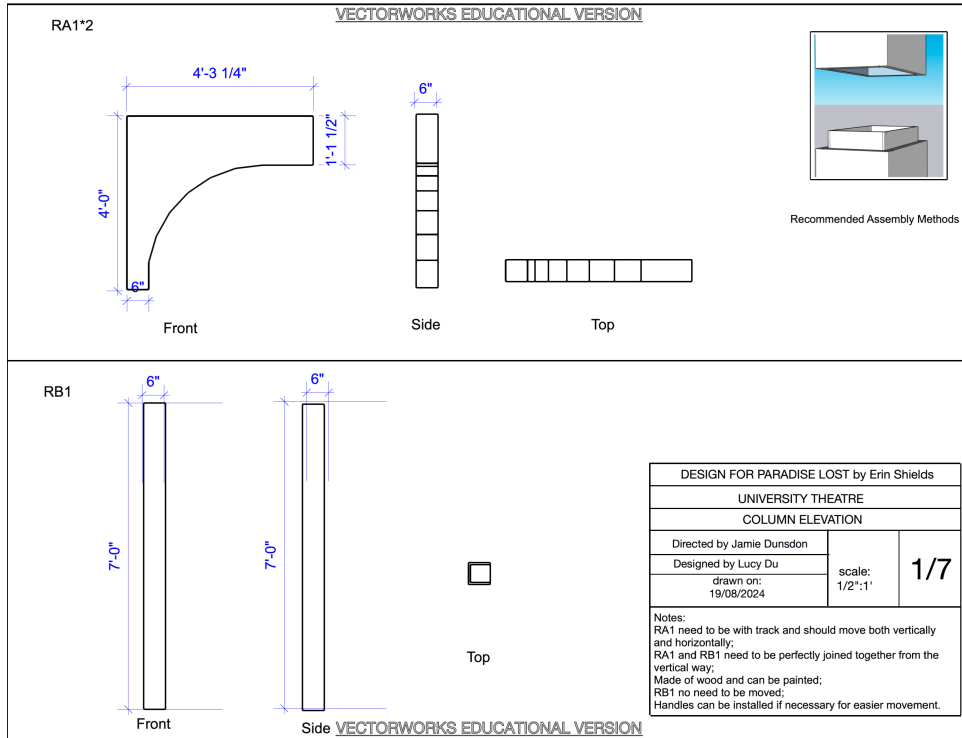 VECTORWORKS EDUCATIONAL VERSION
RA1*2
4'-3 1/4"
6"
1'-1 1/2"
4'-0"
6"
Recommended Assembly Methods
Front
Side
Top
RB1
6"
6"
7'-0"
7'-0"
Top
Front
Side
VECTORWORKS EDUCATIONAL VERSION
DESIGN FOR PARADISE LOST by Erin Shields
UNIVERSITY THEATRE
COLUMN ELEVATION
Directed by Jamie Dunsdon
Designed by Lucy Du
drawn on:
19/08/2024
scale:
1/2":1'
1/7
Notes:
RA1 need to be with track and should move both vertically
and horizontally;
RA1 and RB1 need to be perfectly joined together from the
vertical way;
Made of wood and can be painted;
RB1 no need to be moved;
Handles can be installed if necessary for easier movement.